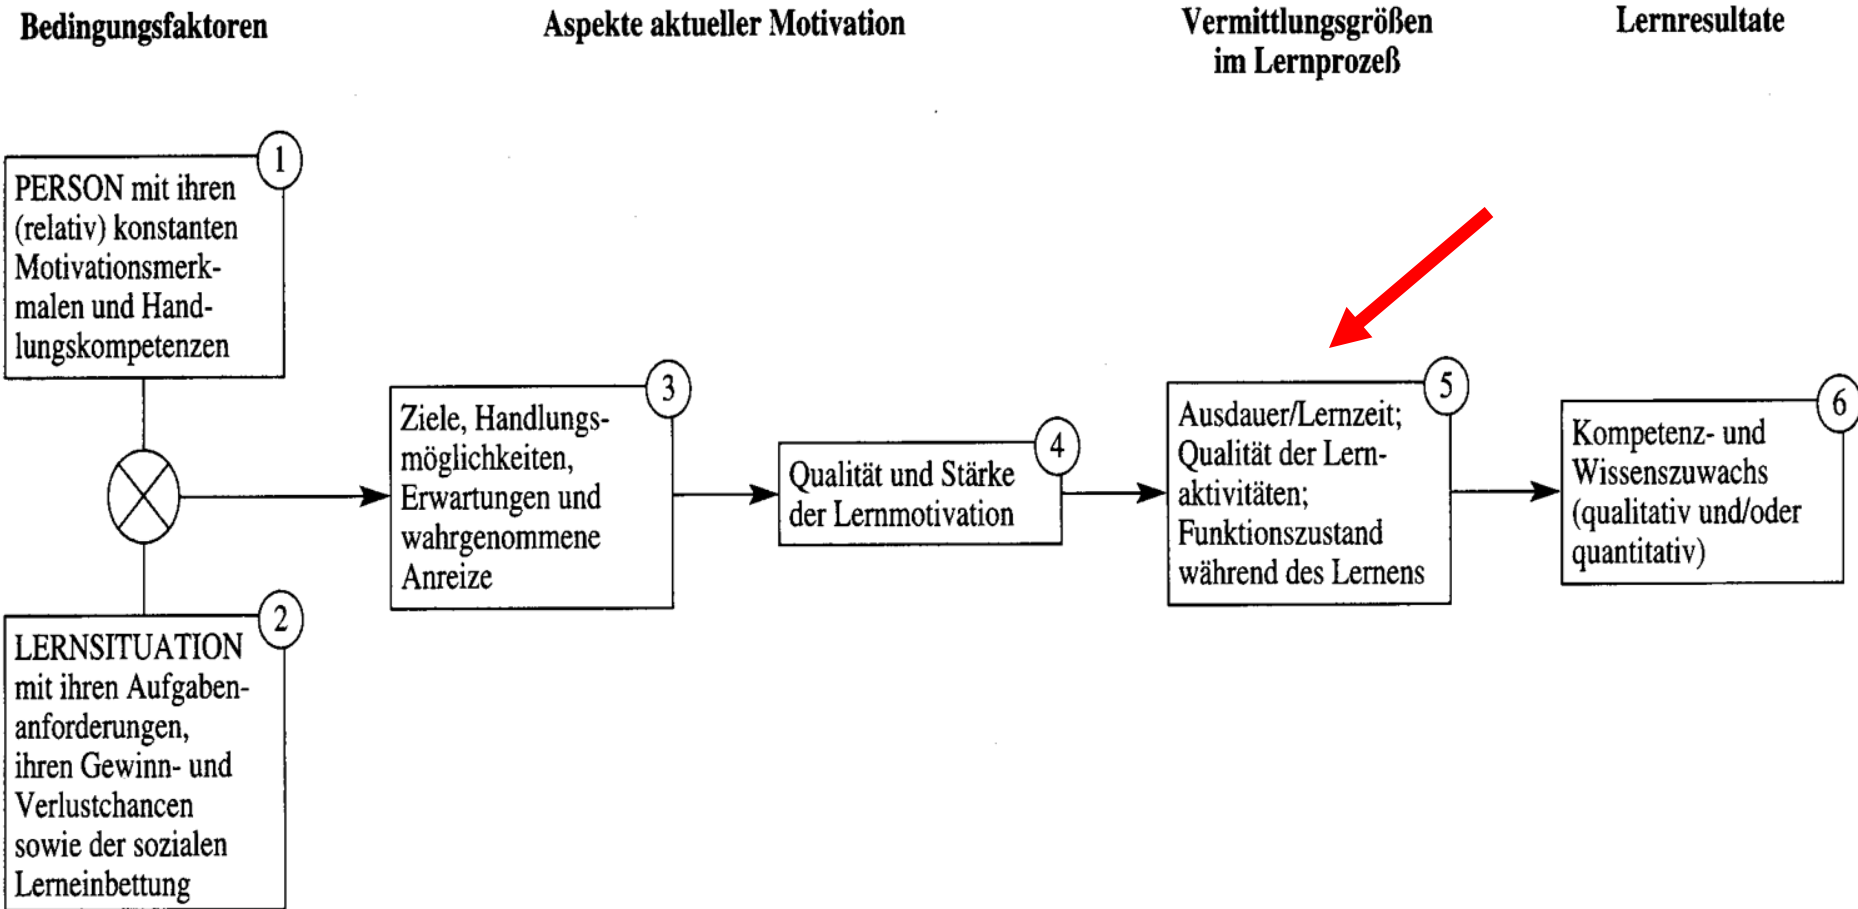 Bedingungsfaktoren
Aspekte aktueller Motivation
Vermittlungsgrößen
im Lernprozeß
Lernresultate
1
PERSON mit ihren
(relativ) konstanten
Motivationsmerk-
malen und Hand-
lungskompetenzen
2
LERNSITUATION
mit ihren Aufgaben-
anforderungen,
ihren Gewinn- und
Verlustchancen
sowie der sozialen
Lerneinbettung
3
Ziele, Handlungs-
möglichkeiten,
Erwartungen und
wahrgenommene
Anreize
4
Qualität und Stärke
der Lernmotivation
5
Ausdauer/Lernzeit;
Qualität der Lern-
aktivitäten;
Funktionszustand
während des Lernens
6
Kompetenz- und
Wissenszuwachs
(qualitativ und/oder
quantitativ)